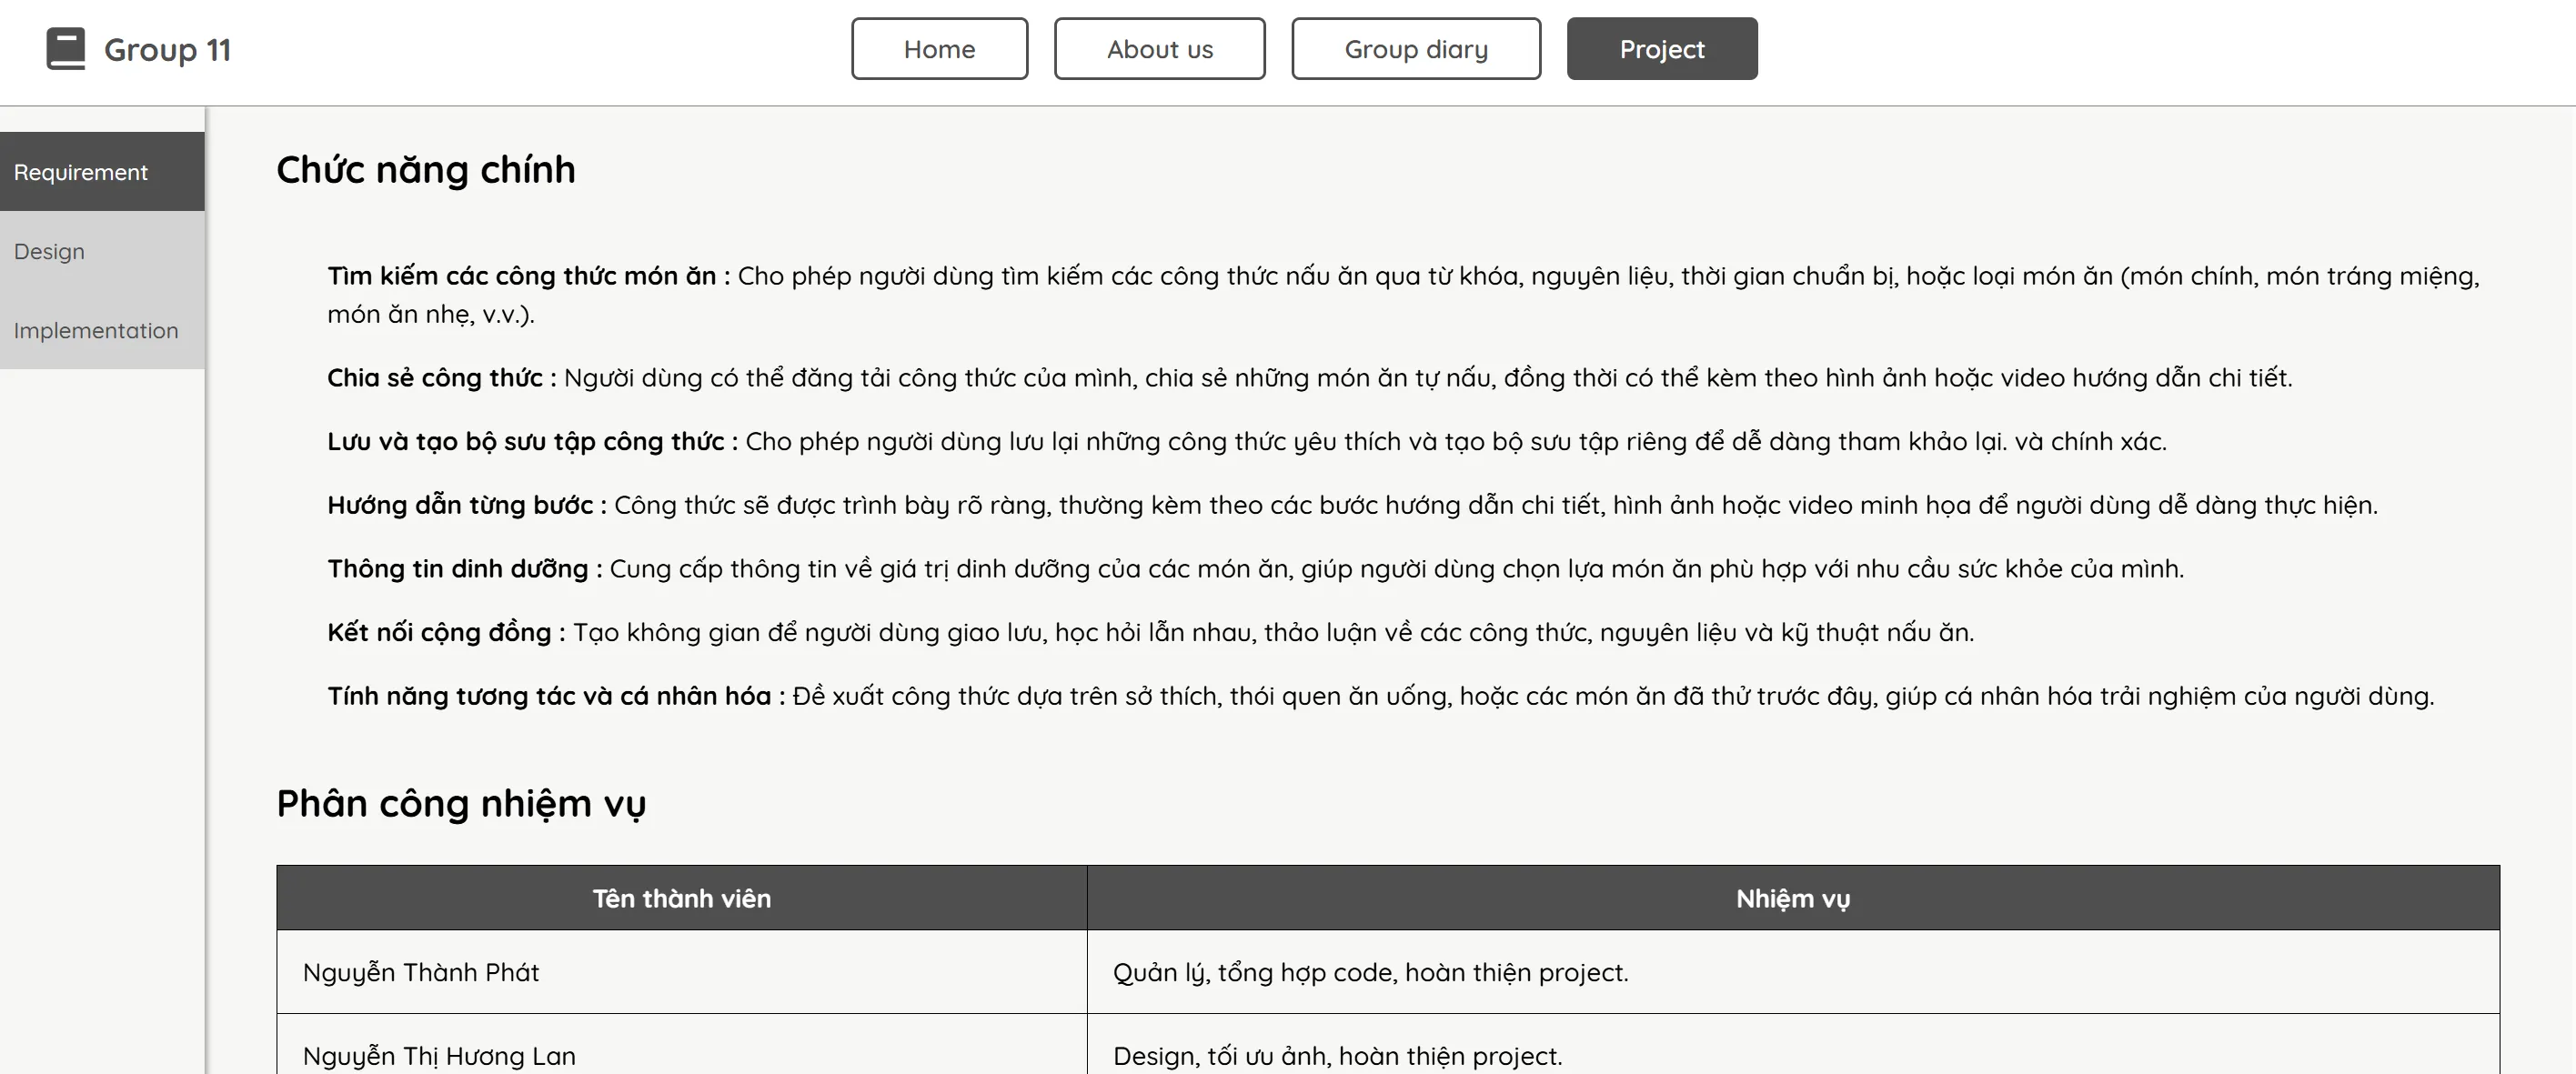 Group 11
Home
About us
Group diary
Project
Requirement
Design
Implementation
Chức năng chính
Tìm kiếm các công thức món ăn : Cho phép người dùng tìm kiếm các công thức nấu ăn qua từ khóa, nguyên liệu, thời gian chuẩn bị, hoặc loại món ăn (món chính, món tráng miệng,
món ăn nhẹ, v.v.).
Chia sẻ công thức : Người dùng có thể đăng tải công thức của mình, chia sẻ những món ăn tự nấu, đồng thời có thể kèm theo hình ảnh hoặc video hướng dẫn chi tiết.
Lưu và tạo bộ sưu tập công thức : Cho phép người dùng lưu lại những công thức yêu thích và tạo bộ sưu tập riêng để dễ dàng tham khảo lại. và chính xác.
Hướng dẫn từng bước : Công thức sẽ được trình bày rõ ràng, thường kèm theo các bước hướng dẫn chi tiết, hình ảnh hoặc video minh họa để người dùng dễ dàng thực hiện.
Thông tin dinh dưỡng : Cung cấp thông tin về giá trị dinh dưỡng của các món ăn, giúp người dùng chọn lựa món ăn phù hợp với nhu cầu sức khỏe của mình.
Kết nối cộng đồng : Tạo không gian để người dùng giao lưu, học hỏi lẫn nhau, thảo luận về các công thức, nguyên liệu và kỹ thuật nấu ăn.
Tính năng tương tác và cá nhân hóa : Đề xuất công thức dựa trên sở thích, thói quen ăn uống, hoặc các món ăn đã thử trước đây, giúp cá nhân hóa trải nghiệm của người dùng.
Phân công nhiệm vụ
Tên thành viên
Nhiệm vụ
Nguyễn Thành Phát
Quản lý, tổng hợp code, hoàn thiện project.
Nguyễn Thị Hương Lan
Design, tối ưu ảnh, hoàn thiện project.